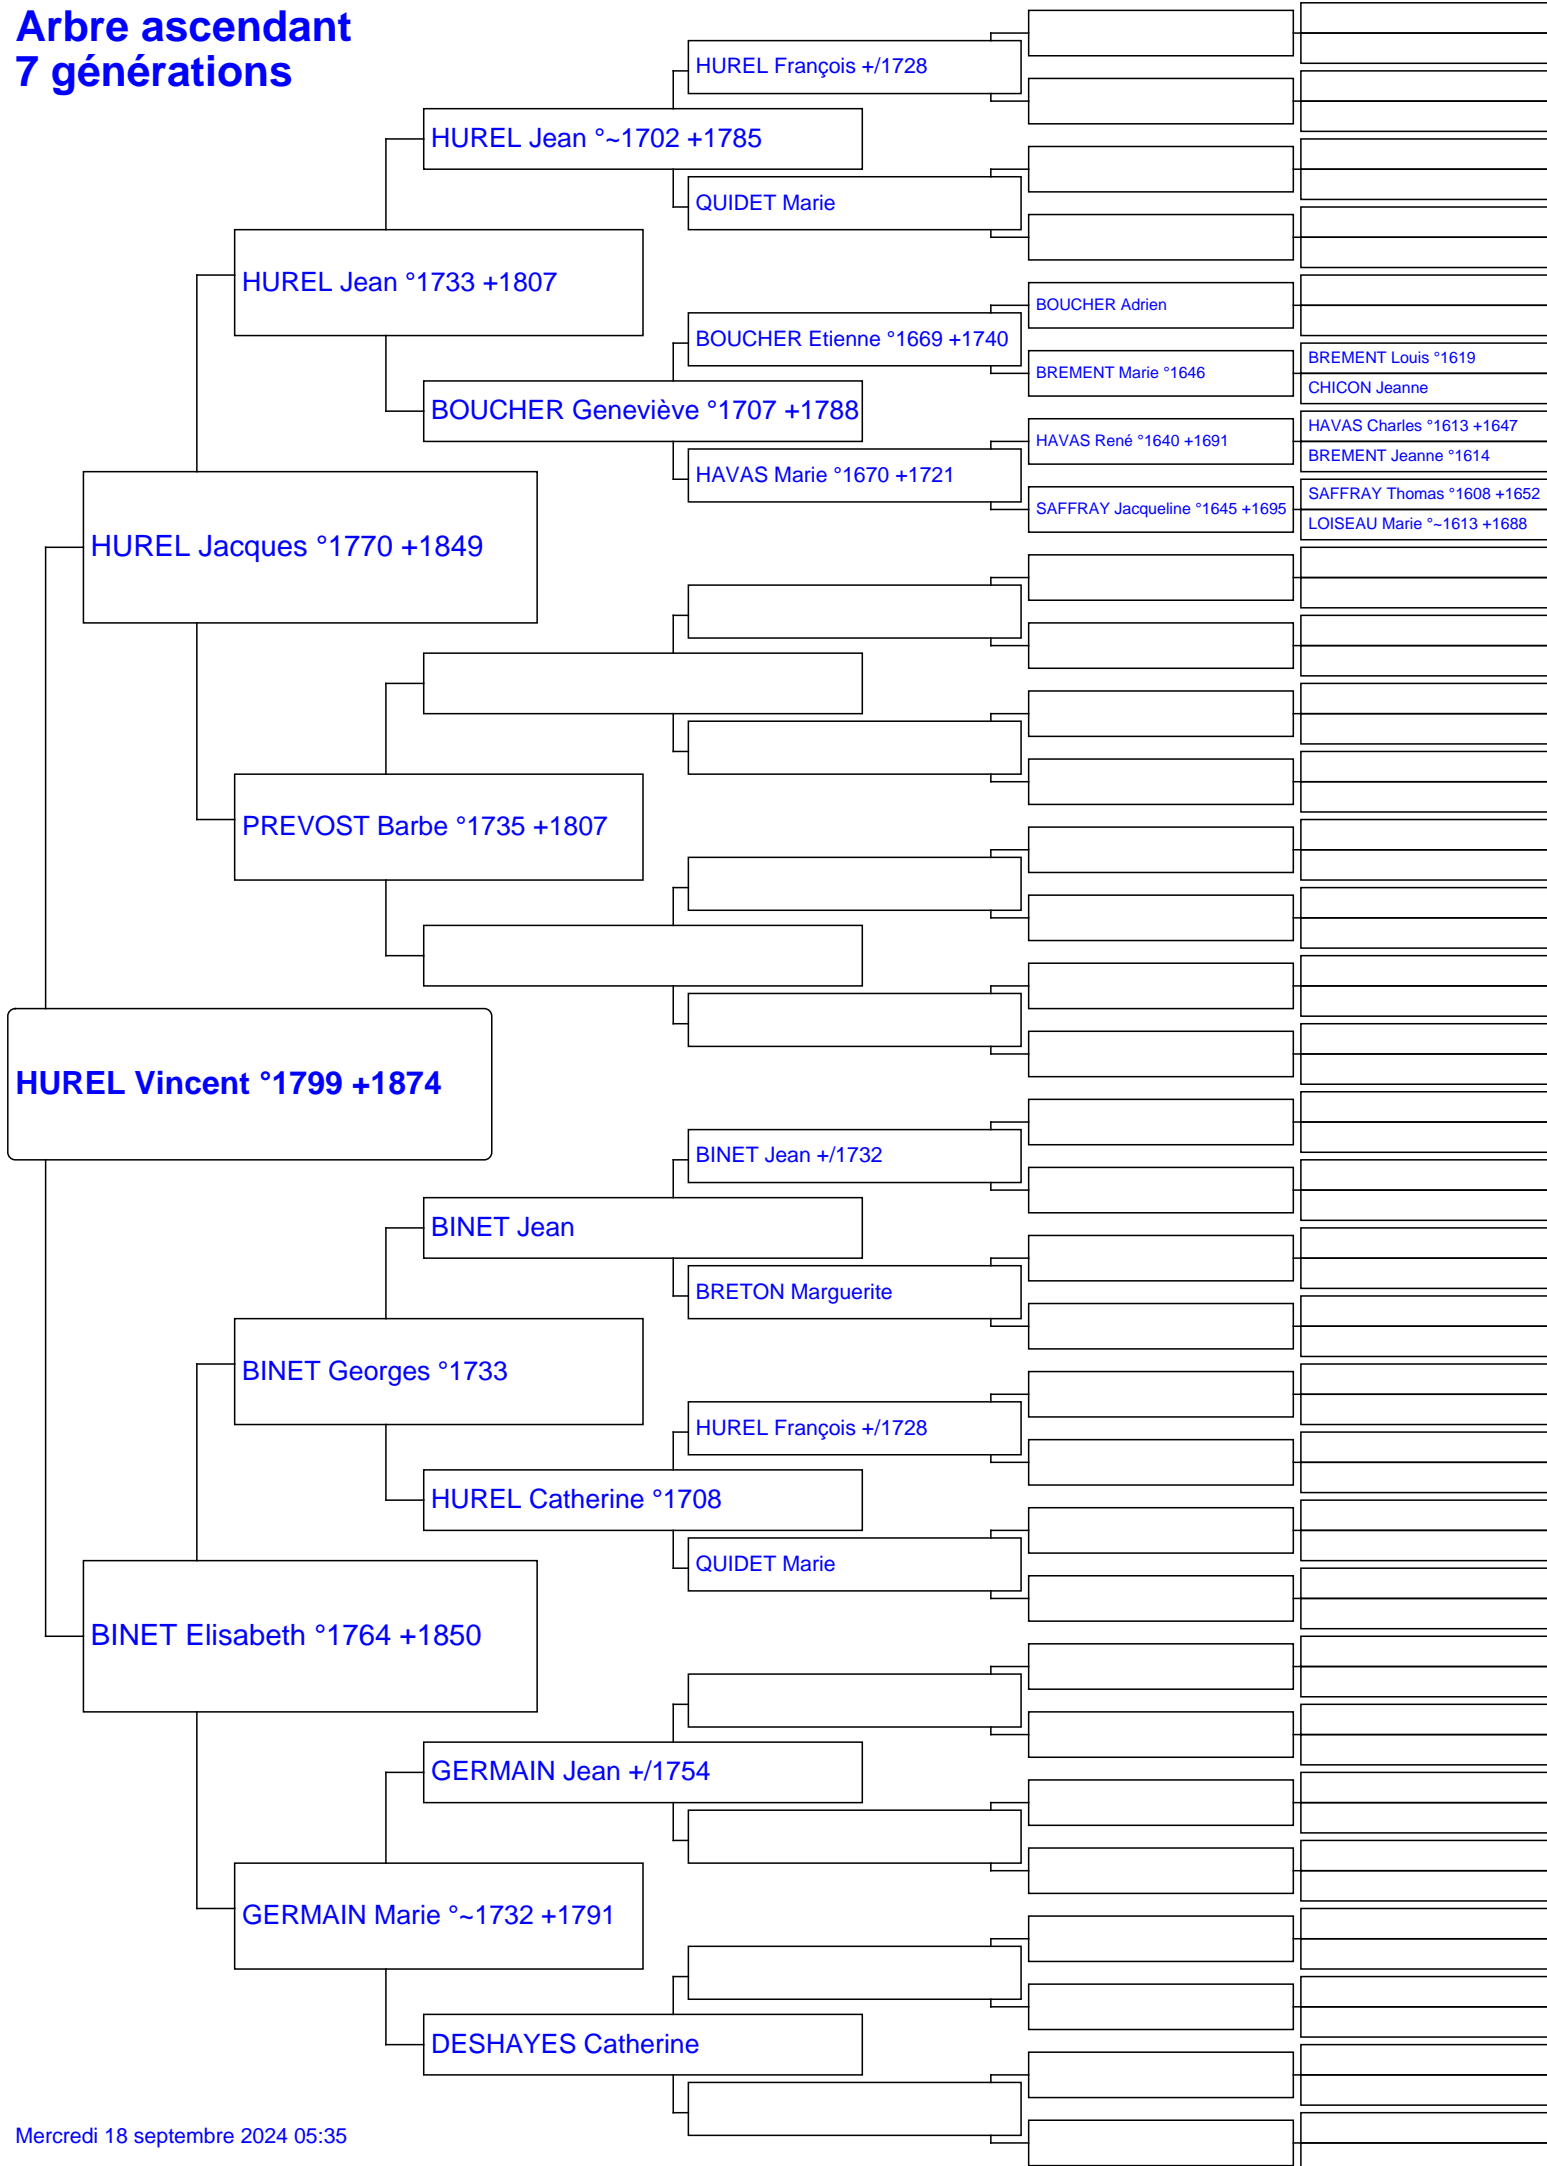 Arbre ascendant
7 générations
HUREL François +/1728
HUREL Jean °~1702 +1785
QUIDET Marie
HUREL Jean °1733 +1807
BOUCHER Adrien
BOUCHER Etienne °1669 +1740
BREMENT Louis °1619
BREMENT Marie °1646
CHICON Jeanne
BOUCHER Geneviève °1707 +1788
HAVAS Charles °1613 +1647
HAVAS René °1640 +1691
BREMENT Jeanne °1614
HAVAS Marie °1670 +1721
SAFFRAY Thomas °1608 +1652
SAFFRAY Jacqueline °1645 +1695
LOISEAU Marie °~1613 +1688
HUREL Jacques °1770 +1849
PREVOST Barbe °1735 +1807
HUREL Vincent °1799 +1874
BINET Jean +/1732
BINET Jean
BRETON Marguerite
BINET Georges °1733
HUREL François +/1728
HUREL Catherine °1708
QUIDET Marie
BINET Elisabeth °1764 +1850
GERMAIN Jean +/1754
GERMAIN Marie °~1732 +1791
DESHAYES Catherine
Mercredi 18 septembre 2024 05:35